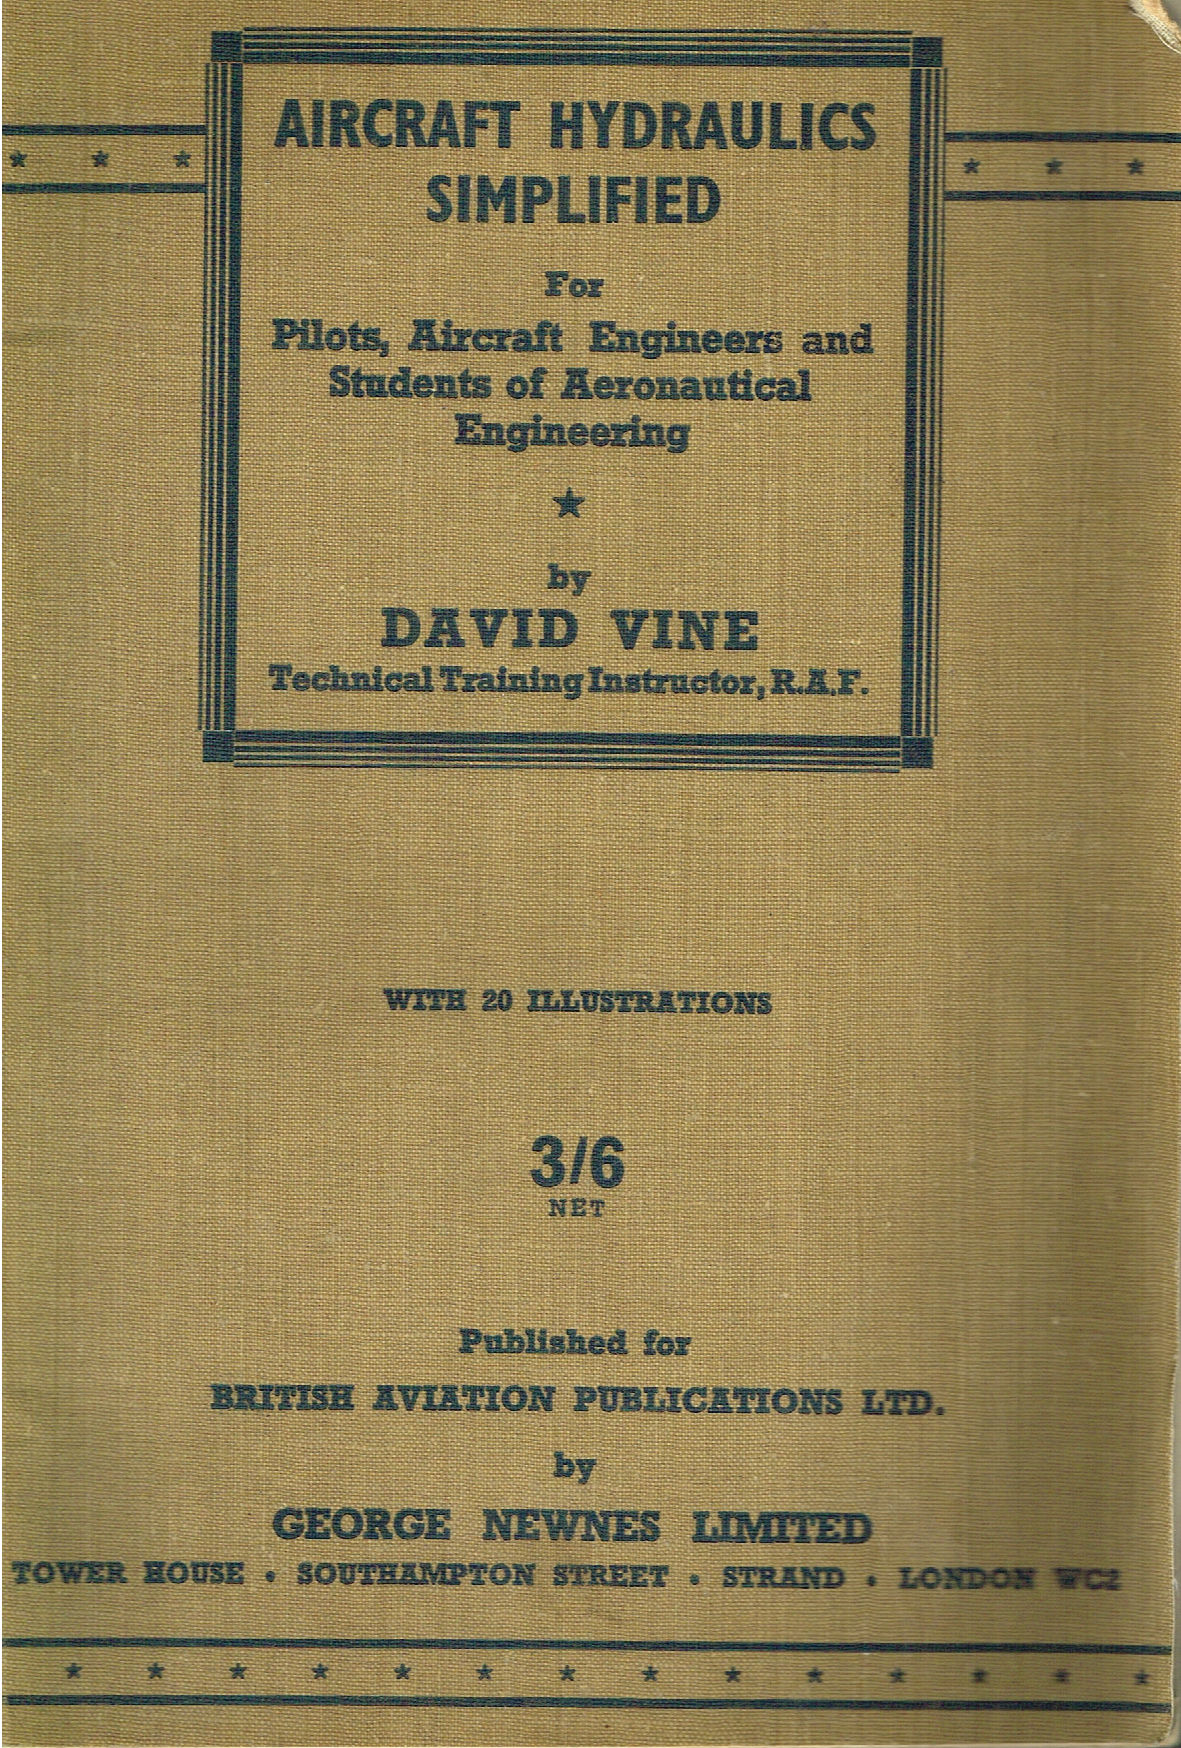 AIRCRAFT HYDRAULICS
SIMPLIFIED
For
Pilots, Aircraft Engineers and
Students of Aeronautical
Engineering
★
by
DAVID VINE
Technical Training Instructor, R.A.F.
WITH 20 ILLUSTRATIONS
3/6
NET
Published for
BRITISH AVIATION PUBLICATIONS LTD.
by
GEORGE NEWNES LIMITED
TOWER HOUSE • SOUTHAMPTON STREET • STRAND • LONDON WC2